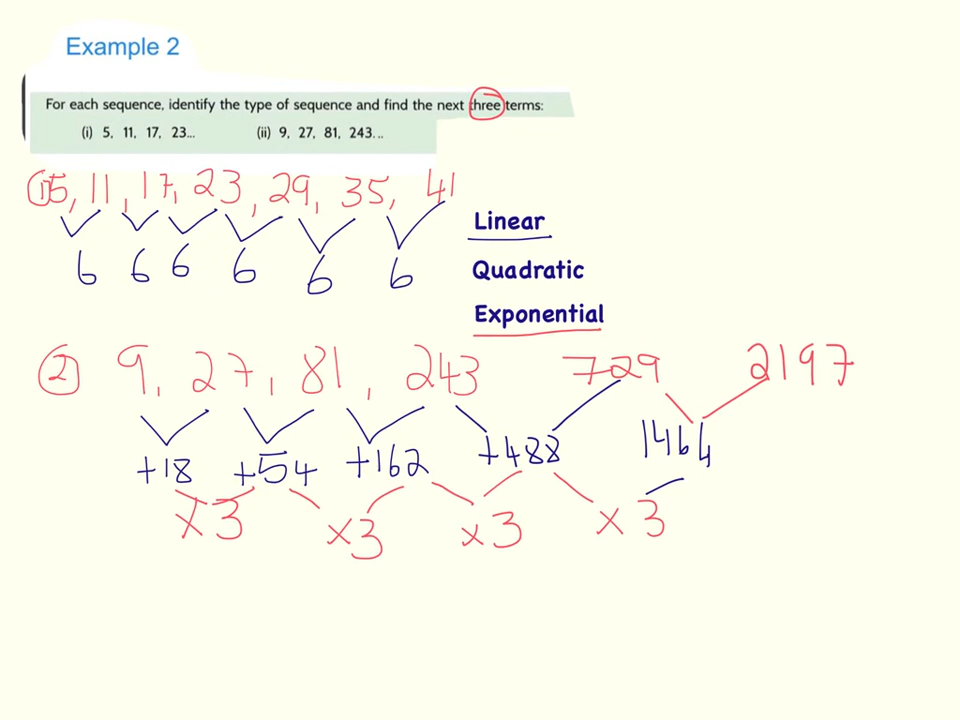 Example 2
For each sequence, identify the type of sequence and find the next three terms:
(i) 5, 11, 17, 23... (ii) 9, 27, 81, 243...
① 5, 11, 17, 23, 29, 35, 41
6 6 6 6 6 6
Linear
Quadratic
Exponential
② 9, 27, 81, 243 729 2197
+18 +54 +162 +488 1464
×3 ×3 ×3 ×3